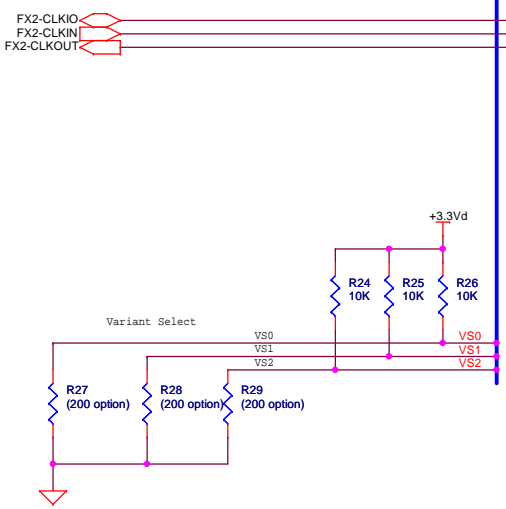 FX2-CLKIO
FX2-CLKIN
FX2-CLKOUT
+3.3Vd
R24
10K
R25
10K
R26
10K
Variant Select
VS0
VS0
VS1
VS1
VS2
VS2
R27
(200 option)
R28
(200 option)
R29
(200 option)